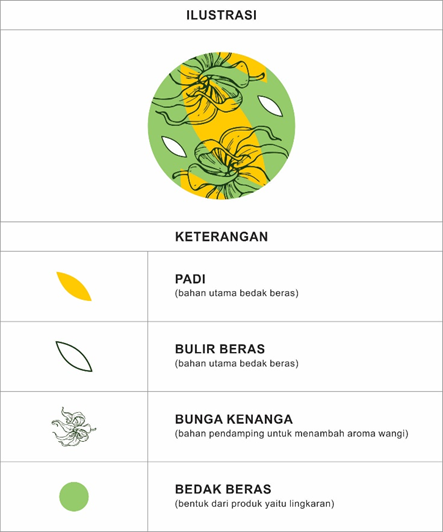 ILUSTRASI
KETERANGAN
PADI
(bahan utama bedak beras)
BULIR BERAS
(bahan utama bedak beras)
BUNGA KENANGA
(bahan pendamping untuk menambah aroma wangi)
BEDAK BERAS
(bentuk dari produk yaitu lingkaran)